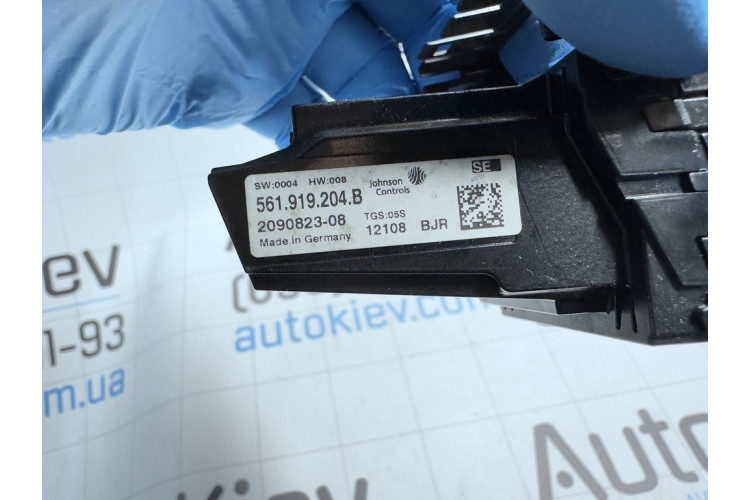 SW:0004 HW:008
Johnson
Controls
SE
561.919.204.B
2090823-08
TGS:05S
Made in Germany
12108 BJR
autokiev.com
1-93
.ua
Auto